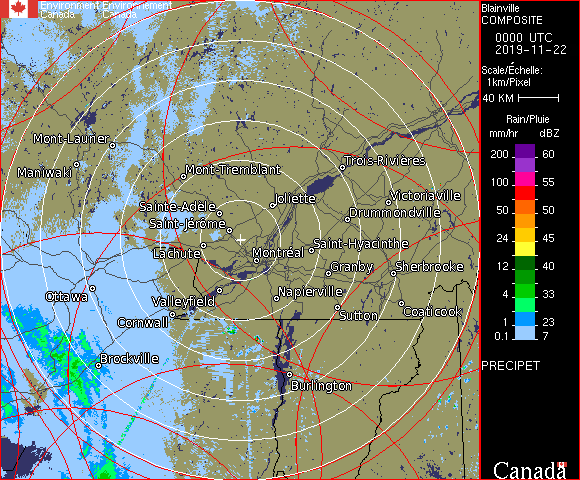 Environment Environnement
Canada Canada
Blainville
COMPOSITE
0000 UTC
2019-11-22
Scale/Échelle:
1km/Pixel
40 KM
Rain/Pluie
mm/hr dBZ
200 60
150 57
100 55
50 50
24 45
12 40
4 33
1 23
0.1 7
PRECIPET
Canada
Mont-Laurier
Maniwaki
Mont-Tremblant
Trois-Rivières
Joliette
Victoriaville
Sainte-Adèle
Drummondville
Saint-Jérôme
Saint-Hyacinthe
Lachute
Montréal
Granby
Sherbrooke
Ottawa
Valleyfield
Napierville
Cornwall
Sutton
Coaticook
Brockville
Burlington